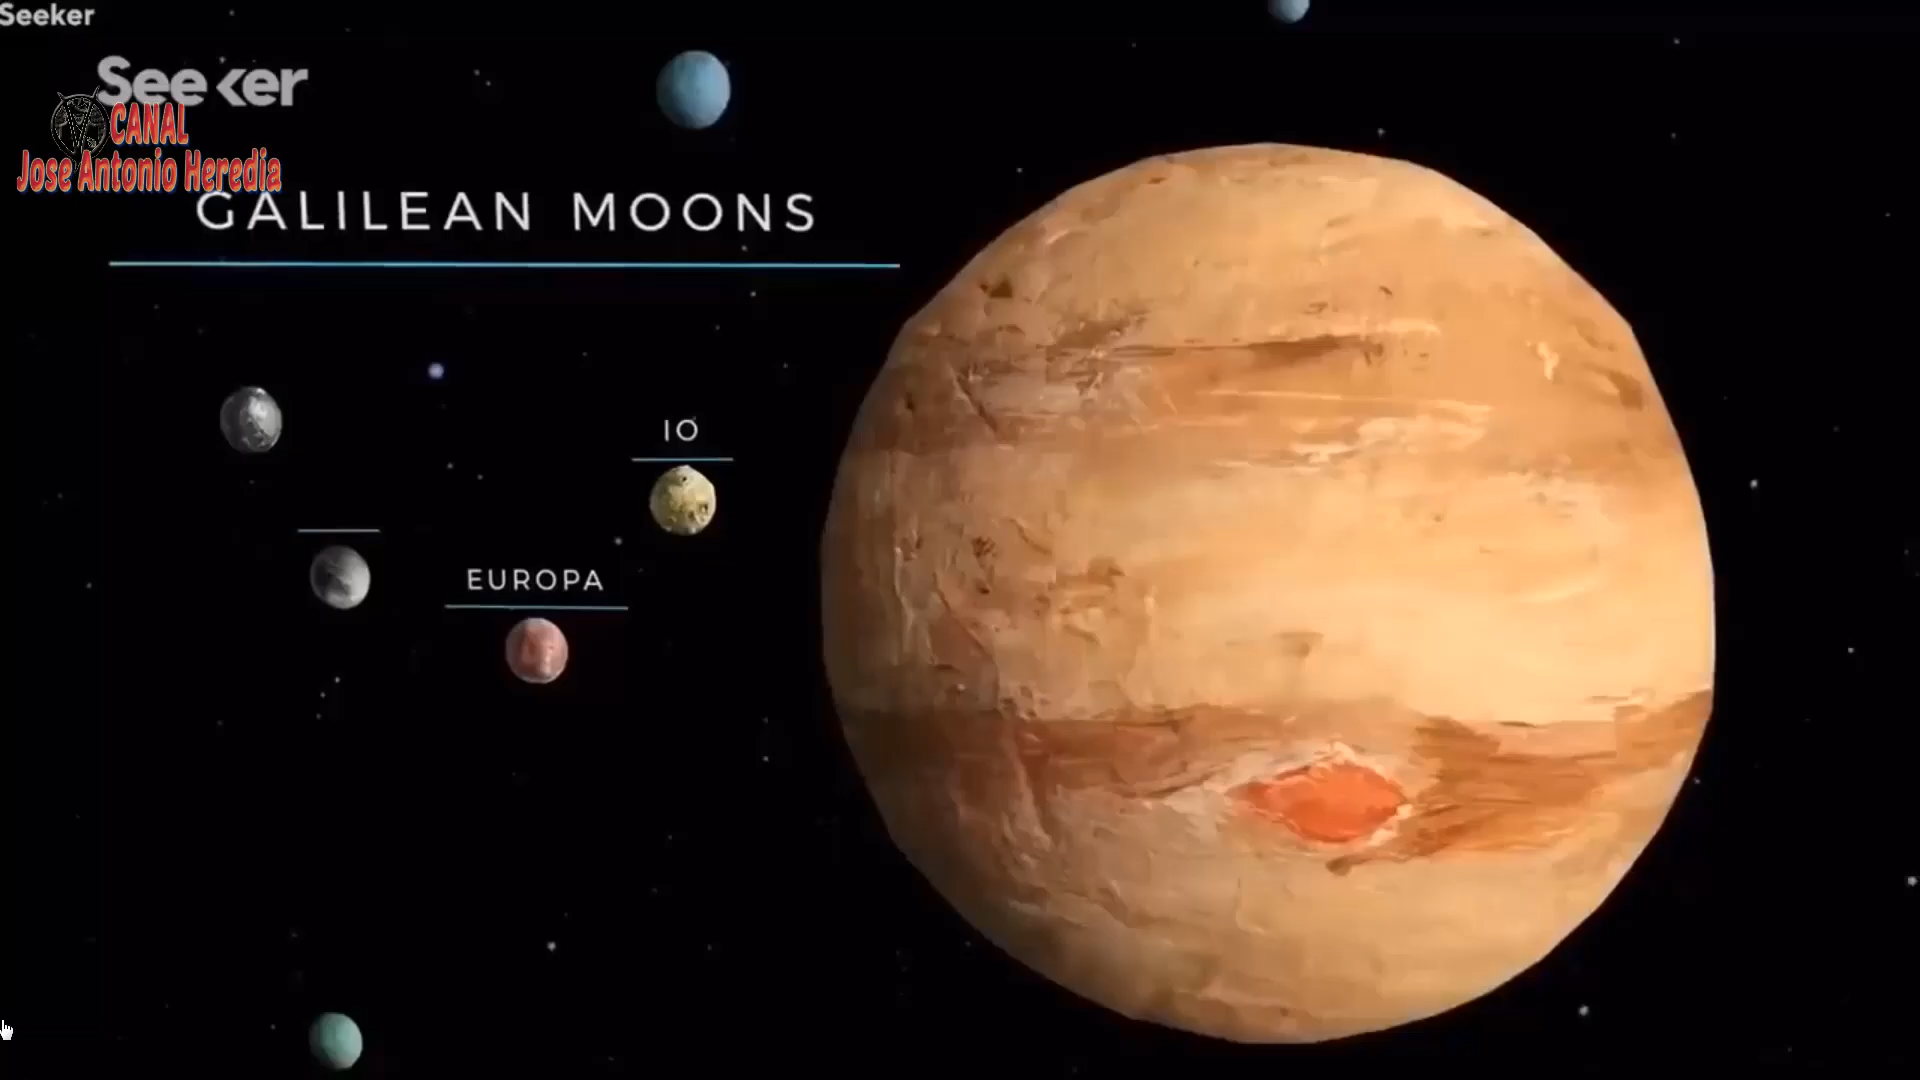 Seeker
Seeker
CANAL
Jose Antonio Heredia
GALILEAN MOONS
IO
EUROPA